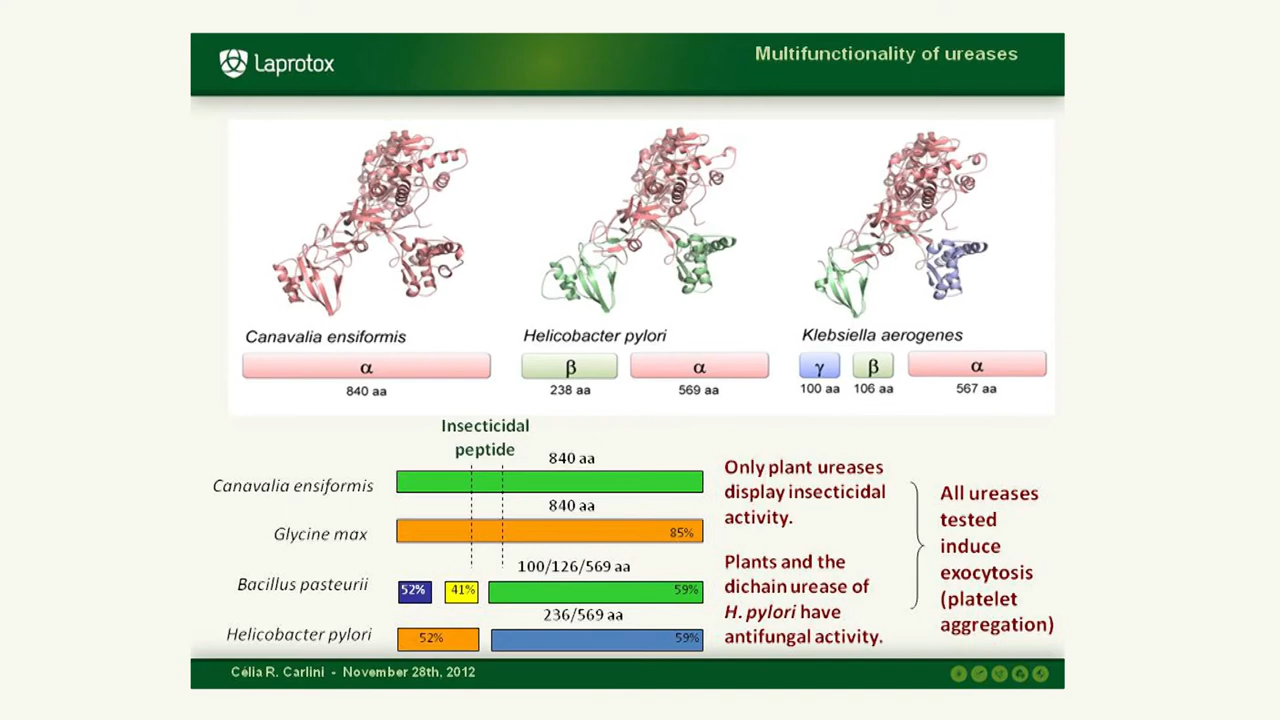 Laprotox
Multifunctionality of ureases
Canavalia ensiformis
α
840 aa
Helicobacter pylori
β
α
238 aa
569 aa
Klebsiella aerogenes
γ
β
α
100 aa
106 aa
567 aa
Insecticidal
peptide
840 aa
Canavalia ensiformis
840 aa
Glycine max
85%
100/126/569 aa
Bacillus pasteurii
52%
41%
59%
236/569 aa
Helicobacter pylori
52%
59%
Only plant ureases
display insecticidal
activity.
Plants and the
dichain urease of
H. pylori have
antifungal activity.
All ureases
tested
induce
exocytosis
(platelet
aggregation)
Célia R. Carlini - November 28th, 2012